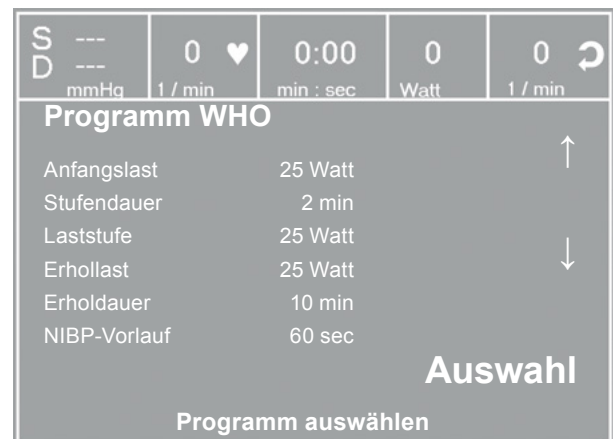 S --- 0 ♥ 0:00 0 0
D ---
mmHg 1 / min min : sec Watt 1 / min
Programm WHO
↑
Anfangslast 25 Watt
Stufendauer 2 min
Laststufe 25 Watt
↓
Erhollast 25 Watt
Erholdauer 10 min
NIBP-Vorlauf 60 sec
Auswahl
Programm auswählen